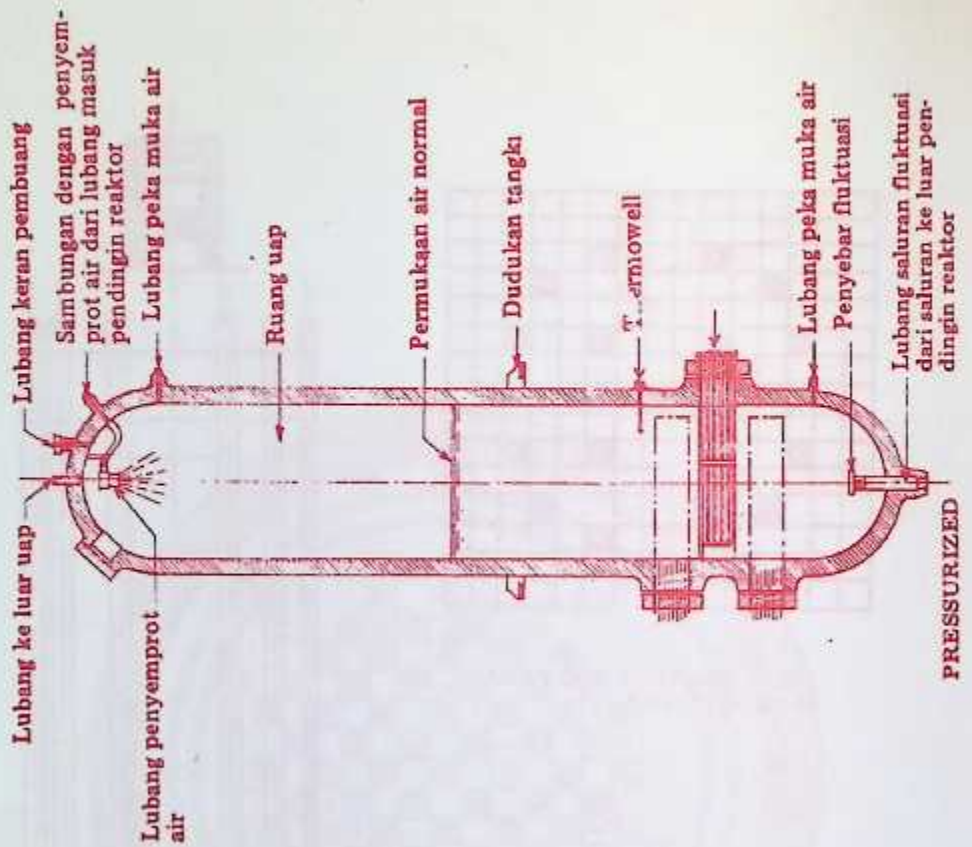 Lubang ke luar uap
Lubang keran pembuang
Sambungan dengan penyem-
prot air dari lubang masuk
pendingin reaktor
Lubang peka muka air
Lubang penyemprot
air
Ruang uap
Permukaan air normal
Dudukan tangki
Lubang peka muka air
Penyebar fluktuasi
Lubang saluran fluktuasi
dari saluran ke luar pen-
dingin reaktor
PRESSURIZED